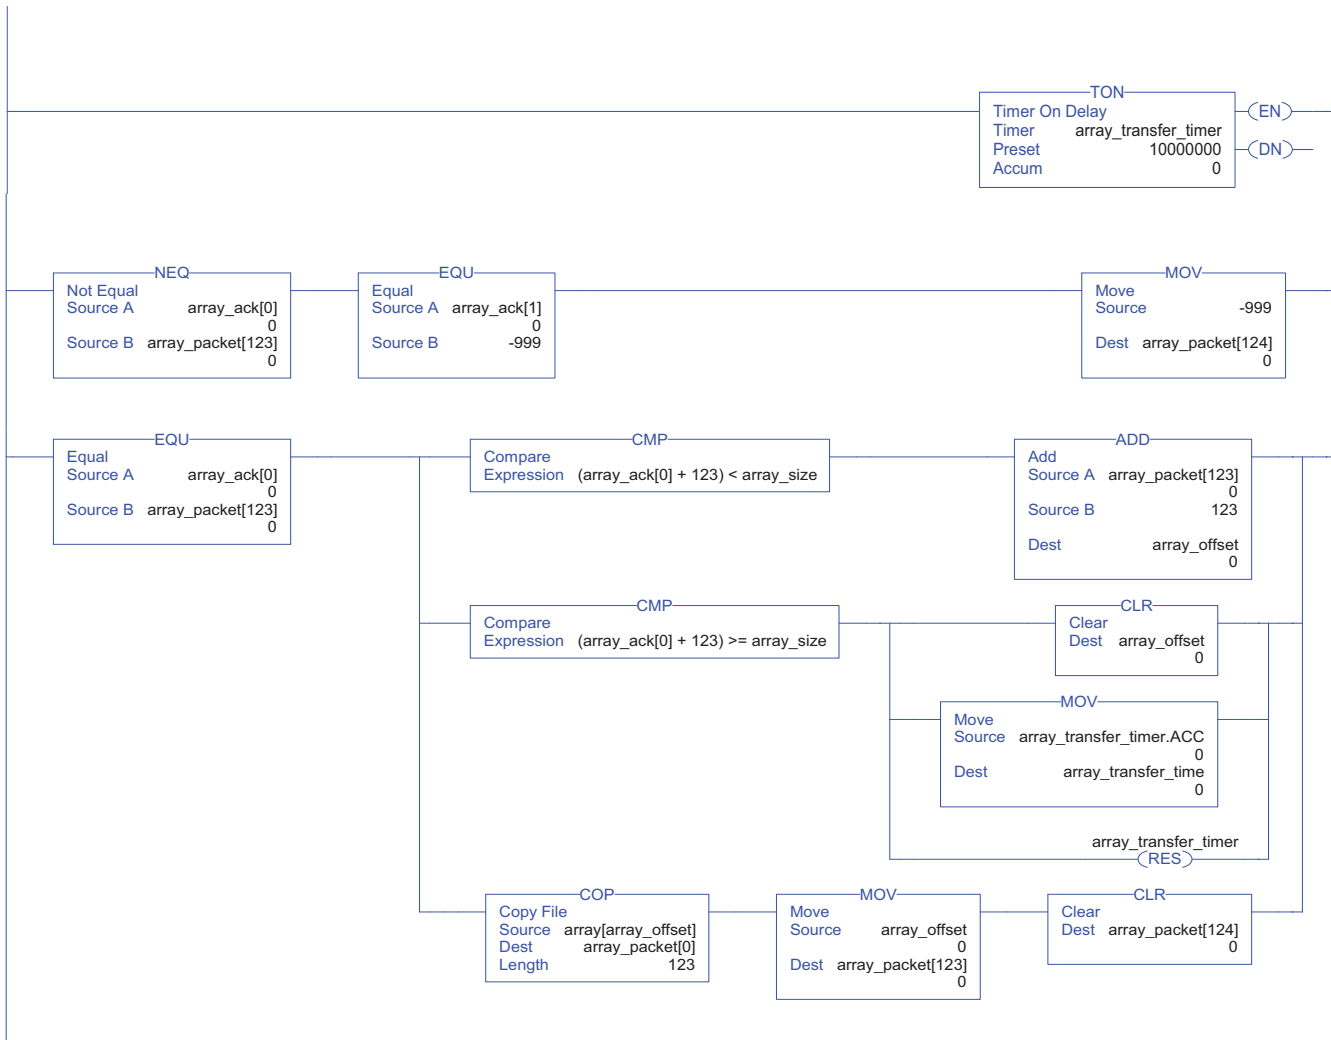 TON
Timer On Delay
Timer array_transfer_timer
Preset 10000000
Accum 0
EN
DN
NEQ
Not Equal
Source A array_ack[0]
0
Source B array_packet[123]
0
EQU
Equal
Source A array_ack[1]
0
Source B -999
MOV
Move
Source -999
Dest array_packet[124]
0
EQU
Equal
Source A array_ack[0]
0
Source B array_packet[123]
0
CMP
Compare
Expression (array_ack[0] + 123) < array_size
ADD
Add
Source A array_packet[123]
0
Source B 123
Dest array_offset
0
CMP
Compare
Expression (array_ack[0] + 123) >= array_size
CLR
Clear
Dest array_offset
0
MOV
Move
Source array_transfer_timer.ACC
0
Dest array_transfer_time
0
array_transfer_timer
RES
COP
Copy File
Source array[array_offset]
Dest array_packet[0]
Length 123
MOV
Move
Source array_offset
0
Dest array_packet[123]
0
CLR
Clear
Dest array_packet[124]
0